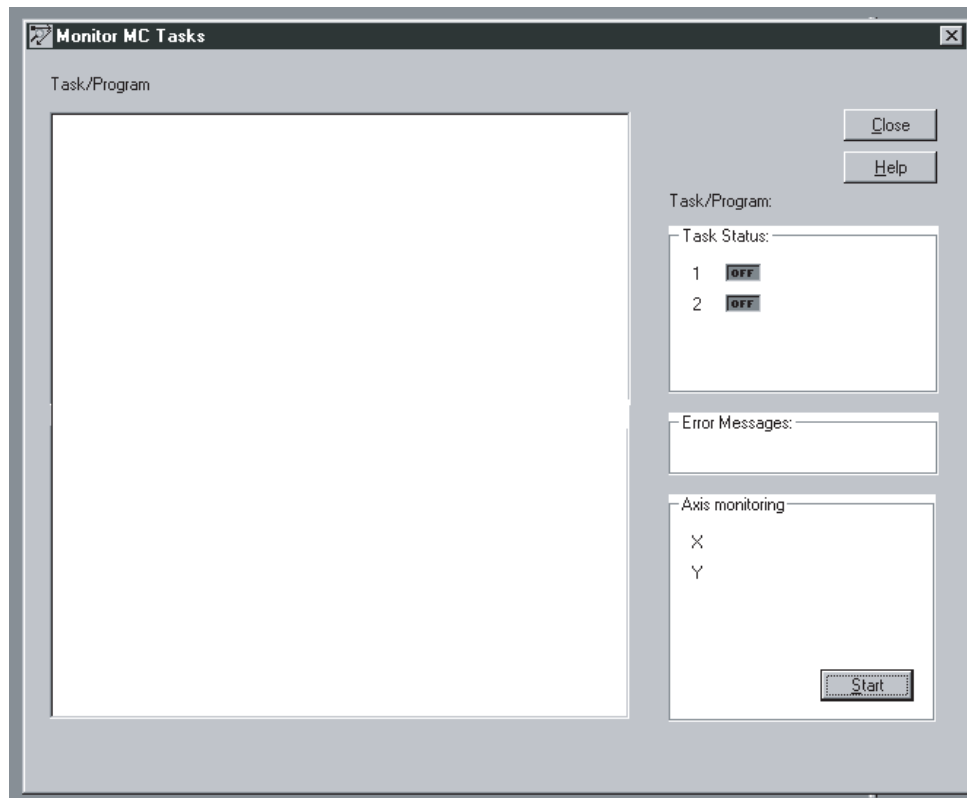 Monitor MC Tasks
Task/Program
Close
Help
Task/Program:
Task Status:
1 OFF
2 OFF
Error Messages:
Axis monitoring
X
Y
Start